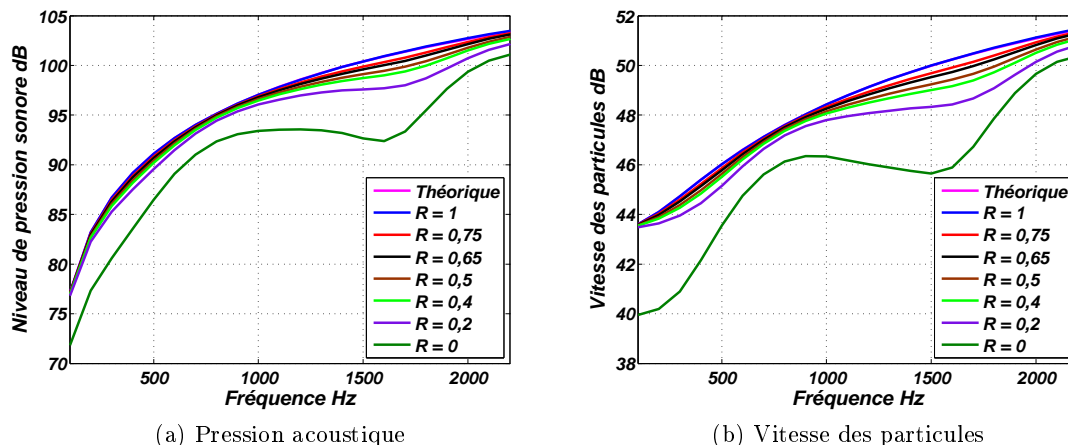 Niveau de pression sonore dB
105
100
95
90
85
80
75
70
500
1000
1500
2000
Fréquence Hz
Théorique
R = 1
R = 0,75
R = 0,65
R = 0,5
R = 0,4
R = 0,2
R = 0
(a) Pression acoustique
Vitesse des particules dB
52
50
48
46
44
42
40
38
500
1000
1500
2000
Fréquence Hz
Théorique
R = 1
R = 0,75
R = 0,65
R = 0,5
R = 0,4
R = 0,2
R = 0
(b) Vitesse des particules